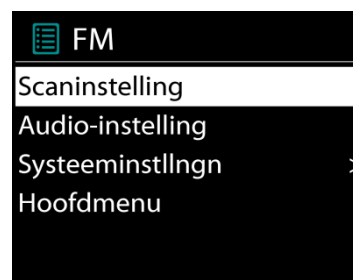 FM
Scaninstelling
Audio-instelling
Systeeminstllngn >
Hoofdmenu